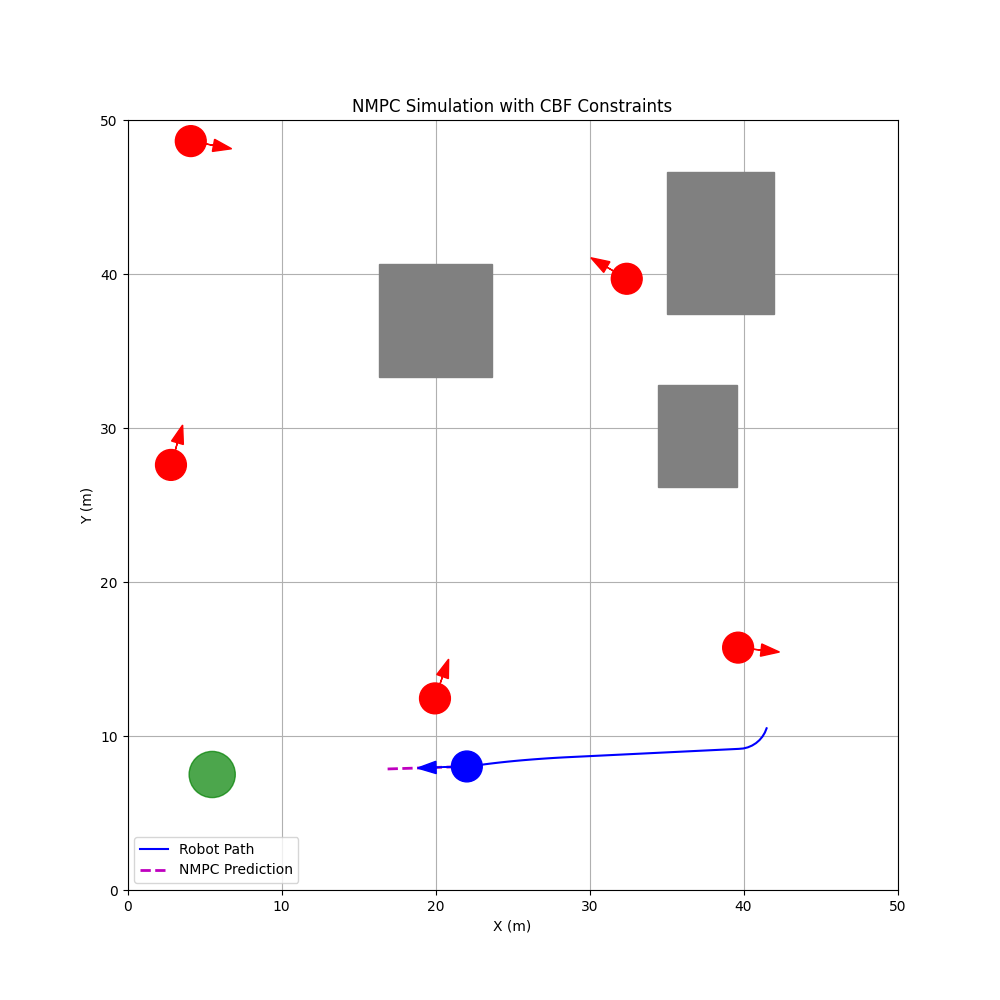 NMPC Simulation with CBF Constraints
50
40
30
20
10
0
Y (m)
Robot Path
NMPC Prediction
0 10 20 30 40 50
X (m)